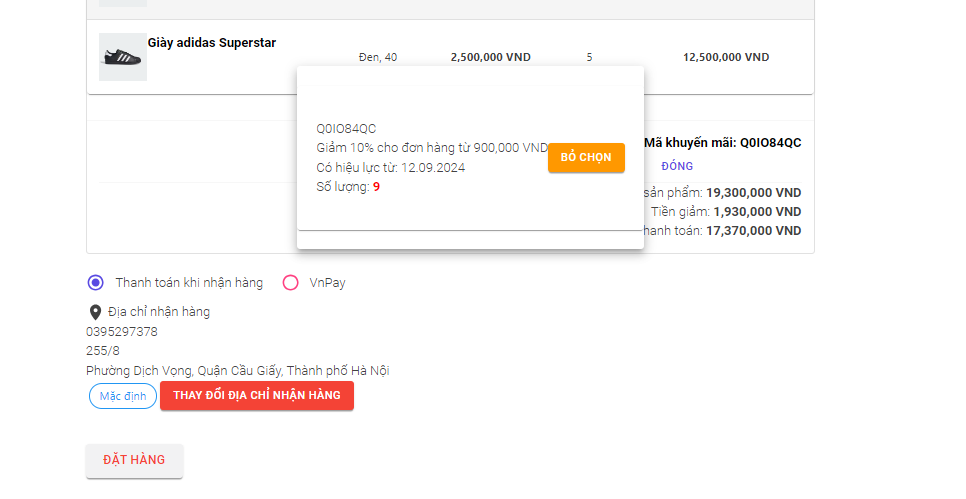 Giày adidas Superstar
Đen, 40
2,500,000 VND
5
12,500,000 VND
Q0IO84QC
Giảm 10% cho đơn hàng từ 900,000 VND
BỎ CHỌN
Có hiệu lực từ: 12.09.2024
Số lượng: 9
Mã khuyến mãi: Q0IO84QC
ĐÓNG
sản phẩm: 19,300,000 VND
Tiền giảm: 1,930,000 VND
hanh toán: 17,370,000 VND
Thanh toán khi nhận hàng
VnPay
Địa chỉ nhận hàng
0395297378
255/8
Phường Dịch Vọng, Quận Cầu Giấy, Thành phố Hà Nội
Mặc định
THAY ĐỔI ĐỊA CHỈ NHẬN HÀNG
ĐẶT HÀNG